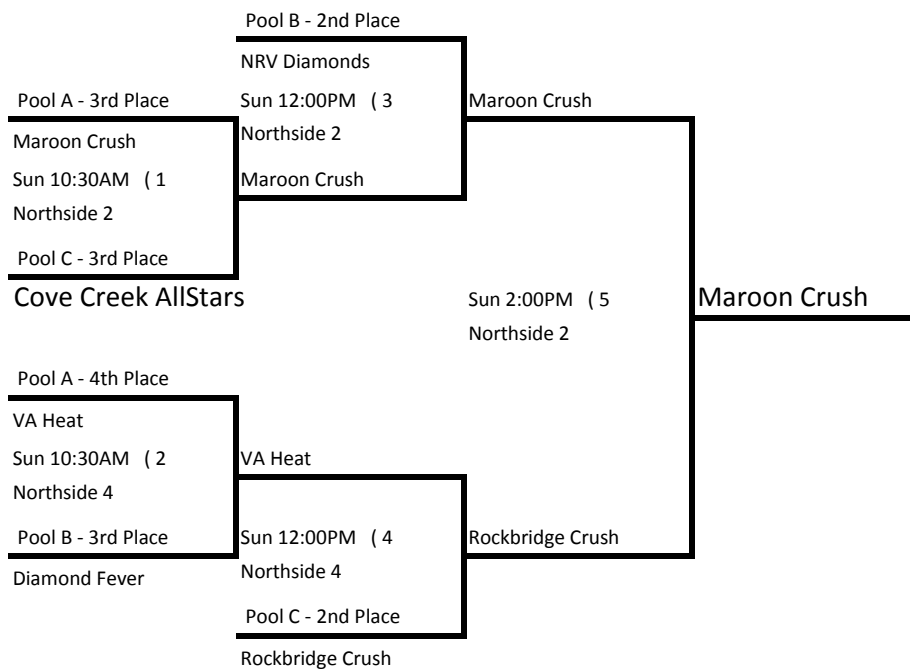 Pool B - 2nd Place
NRV Diamonds
Pool A - 3rd Place
Sun 12:00PM ( 3
Maroon Crush
Maroon Crush
Northside 2
Sun 10:30AM ( 1
Maroon Crush
Northside 2
Pool C - 3rd Place
Cove Creek AllStars
Sun 2:00PM ( 5
Maroon Crush
Northside 2
Pool A - 4th Place
VA Heat
Sun 10:30AM ( 2
VA Heat
Northside 4
Pool B - 3rd Place
Sun 12:00PM ( 4
Rockbridge Crush
Diamond Fever
Northside 4
Pool C - 2nd Place
Rockbridge Crush